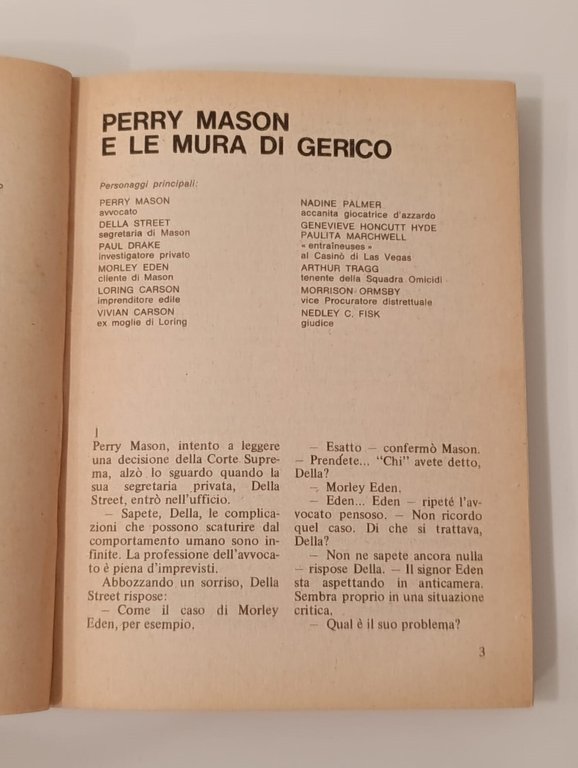 PERRY MASON
E LE MURA DI GERICO
Personaggi principali:
PERRY MASON
avvocato
DELLA STREET
segretaria di Mason
PAUL DRAKE
investigatore privato
MORLEY EDEN
cliente di Mason
LORING CARSON
imprenditore edile
VIVIAN CARSON
ex moglie di Loring
NADINE PALMER
accanita giocatrice d'azzardo
GENEVIEVE HONCUTT HYDE
PAULITA MARCHWELL
« entraîneuses »
al Casinò di Las Vegas
ARTHUR TRAGG
tenente della Squadra Omicidi
MORRISON ORMSBY
vice Procuratore distrettuale
NEDLEY C. FISK
giudice
1
Perry Mason, intento a leggere
una decisione della Corte Supre-
ma, alzò lo sguardo quando la
sua segretaria privata, Della
Street, entrò nell'ufficio.
— Sapete, Della, le complica-
zioni che possono scaturire dal
comportamento umano sono in-
finite. La professione dell'avvoca-
to è piena d'imprevisti.
Abbozzando un sorriso, Della
Street rispose:
— Come il caso di Morley
Eden, per esempio.
— Esatto — confermò Mason.
— Prendete... "Chi" avete detto,
Della?
— Morley Eden.
— Eden... Eden — ripeté l'av-
vocato pensoso. — Non ricordo
quel caso. Di che si trattava,
Della?
— Non ne sapete ancora nulla
— rispose Della. — Il signor Eden
sta aspettando in anticamera.
Sembra proprio in una situazione
critica.
— Qual è il suo problema?
3